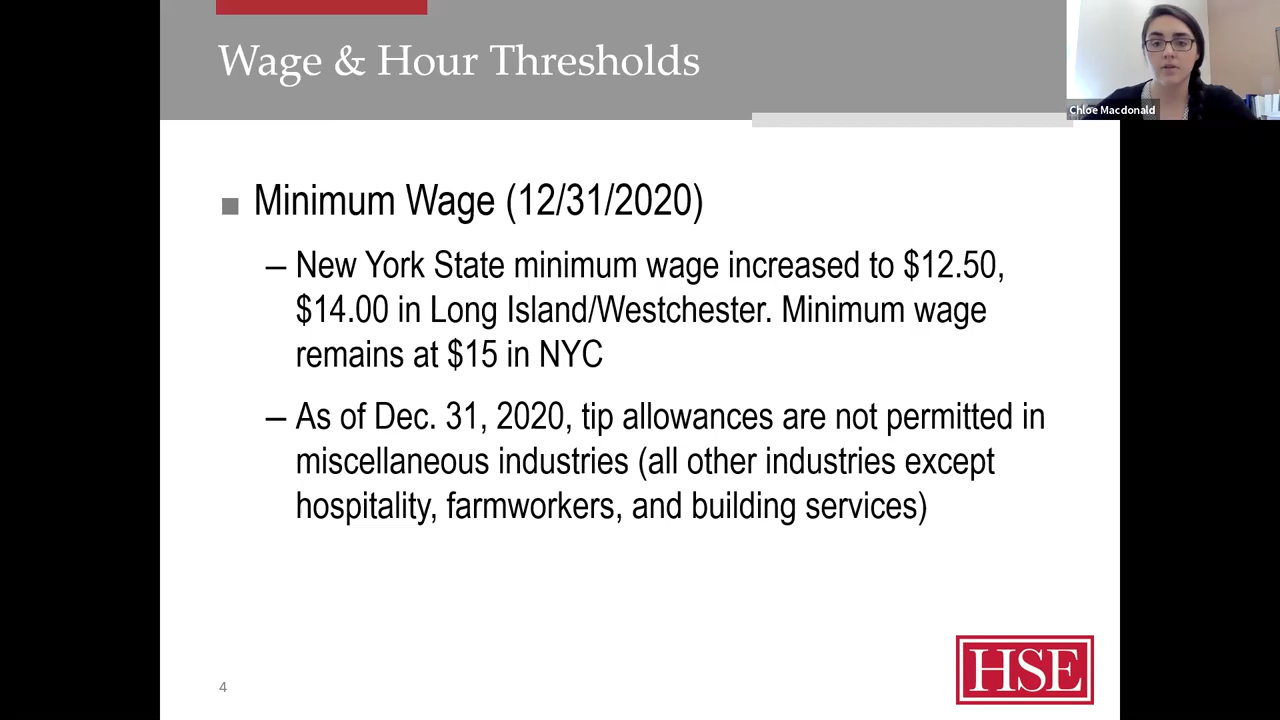 Wage & Hour Thresholds
Chloe Macdonald
Minimum Wage (12/31/2020)
– New York State minimum wage increased to $12.50,
$14.00 in Long Island/Westchester. Minimum wage
remains at $15 in NYC
– As of Dec. 31, 2020, tip allowances are not permitted in
miscellaneous industries (all other industries except
hospitality, farmworkers, and building services)
4
HSE